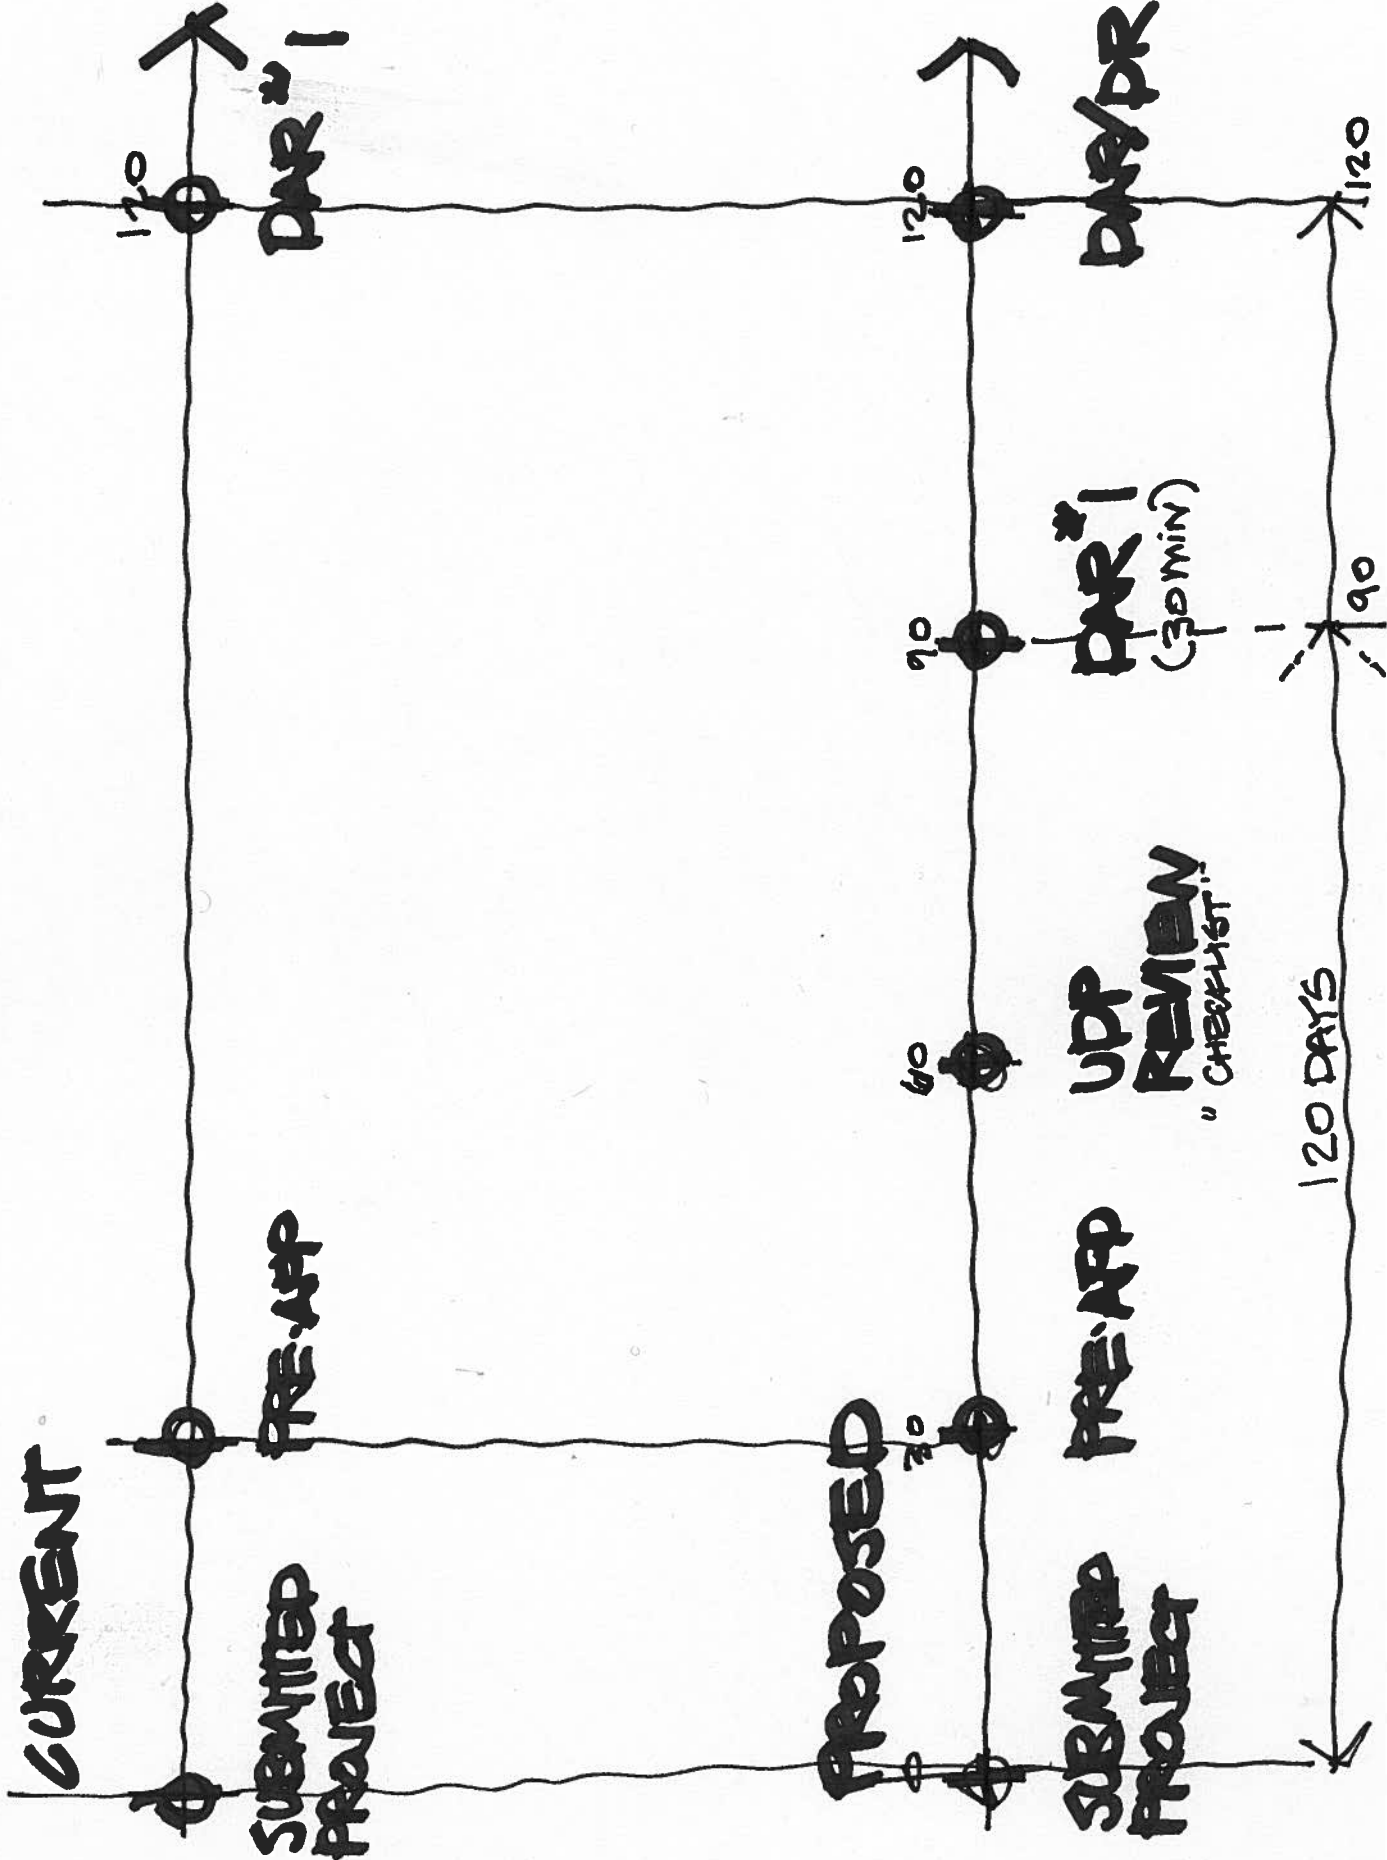 CURRENT
120
SUBMITTED
PROJECT
PRE-APP
DAR #1
PROPOSED
0
30
60
90
120
SUBMITTED
PROJECT
PRE-APP
UDP
REVIEW
"CHECKLIST"
DAR #1
(30 MIN)
DAR/DR
120 DAYS
90
120